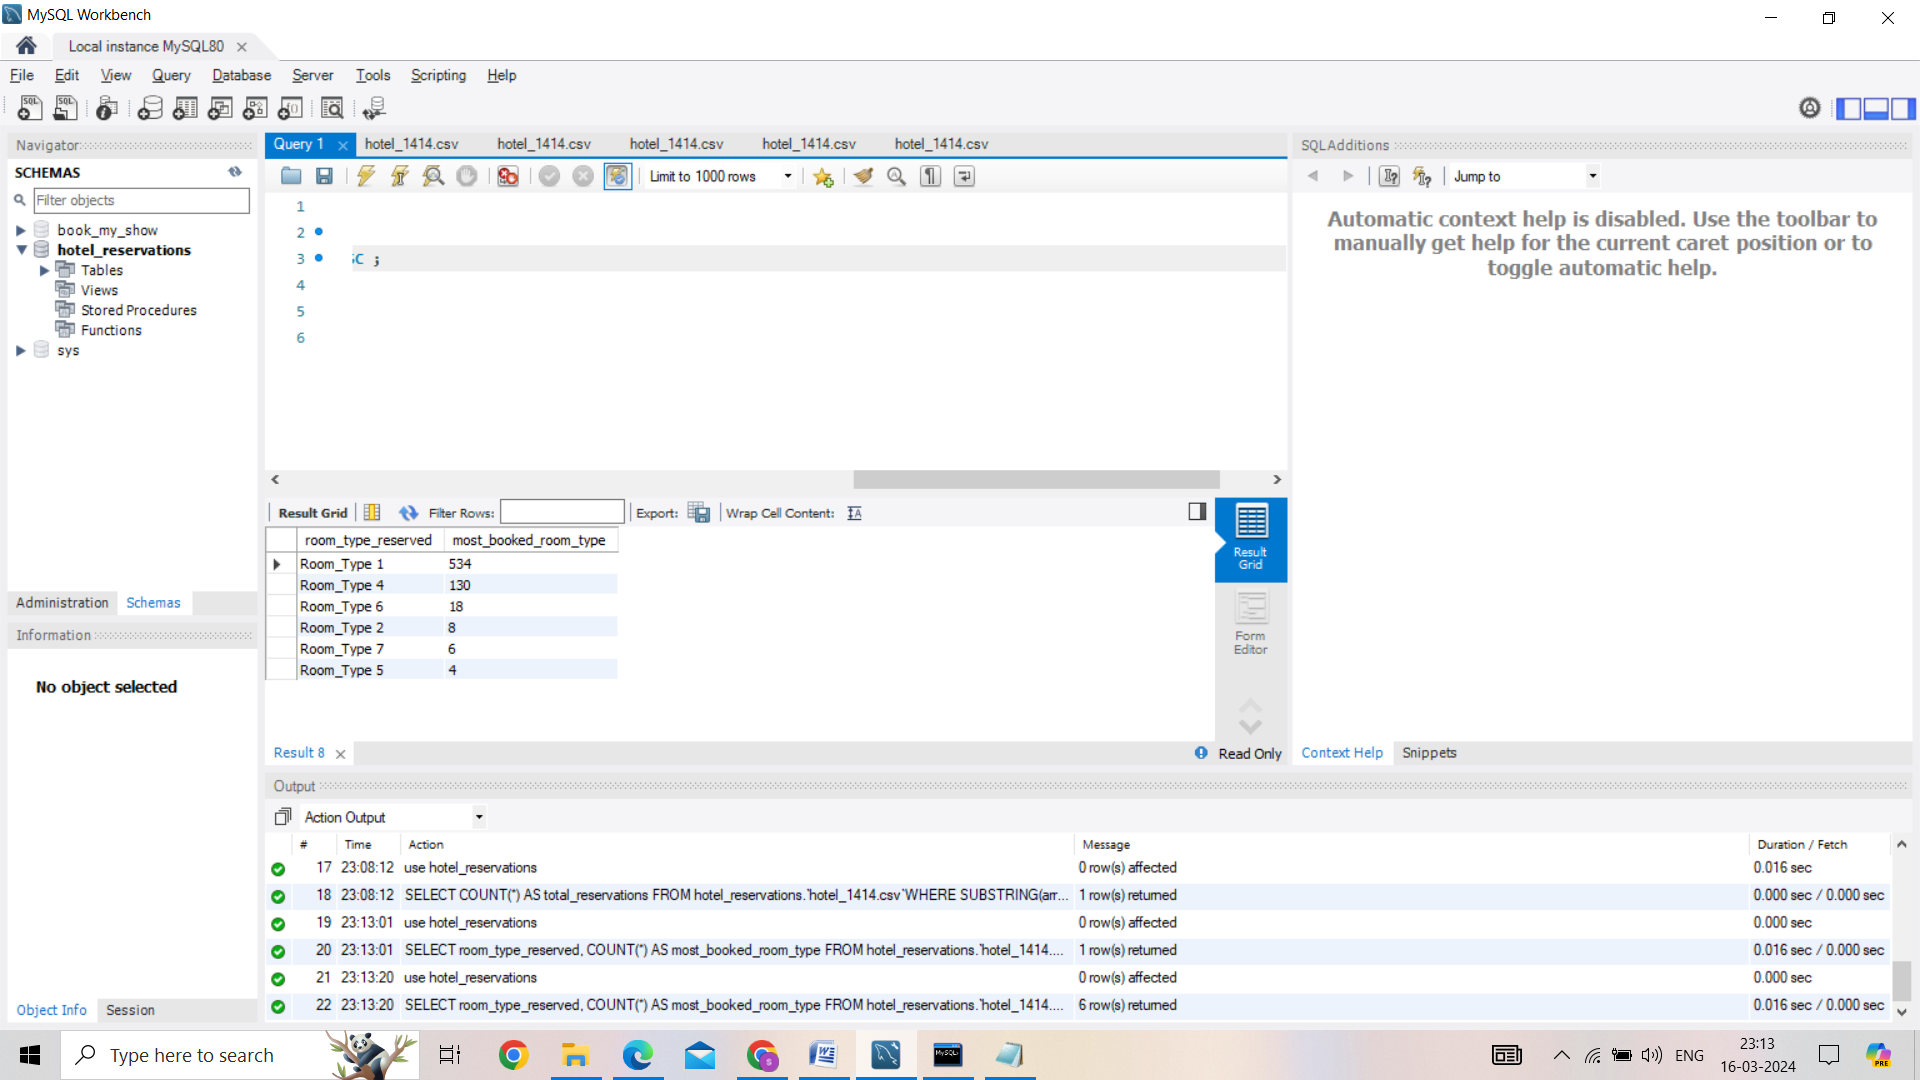 MySQL Workbench
Local instance MySQL80
File Edit View Query Database Server Tools Scripting Help
Navigator
SCHEMAS
Filter objects
book_my_show
hotel_reservations
Tables
Views
Stored Procedures
Functions
sys
Administration Schemas
Information
No object selected
Object Info Session
Query 1 hotel_1414.csv hotel_1414.csv hotel_1414.csv hotel_1414.csv hotel_1414.csv
Limit to 1000 rows
1
2
3 SC ;
4
5
6
Result Grid Filter Rows: Export: Wrap Cell Content:
room_type_reserved most_booked_room_type
Room_Type 1 534
Room_Type 4 130
Room_Type 6 18
Room_Type 2 8
Room_Type 7 6
Room_Type 5 4
Result Grid
Form Editor
Result 8 Read Only
SQLAdditions
Jump to
Automatic context help is disabled. Use the toolbar to
manually get help for the current caret position or to
toggle automatic help.
Context Help Snippets
Output
Action Output
# Time Action Message Duration / Fetch
17 23:08:12 use hotel_reservations 0 row(s) affected 0.016 sec
18 23:08:12 SELECT COUNT(*) AS total_reservations FROM hotel_reservations.`hotel_1414.csv`WHERE SUBSTRING(arr... 1 row(s) returned 0.000 sec / 0.000 sec
19 23:13:01 use hotel_reservations 0 row(s) affected 0.000 sec
20 23:13:01 SELECT room_type_reserved, COUNT(*) AS most_booked_room_type FROM hotel_reservations.`hotel_1414.... 1 row(s) returned 0.016 sec / 0.000 sec
21 23:13:20 use hotel_reservations 0 row(s) affected 0.000 sec
22 23:13:20 SELECT room_type_reserved, COUNT(*) AS most_booked_room_type FROM hotel_reservations.`hotel_1414.... 6 row(s) returned 0.016 sec / 0.000 sec
Type here to search
ENG
23:13
16-03-2024